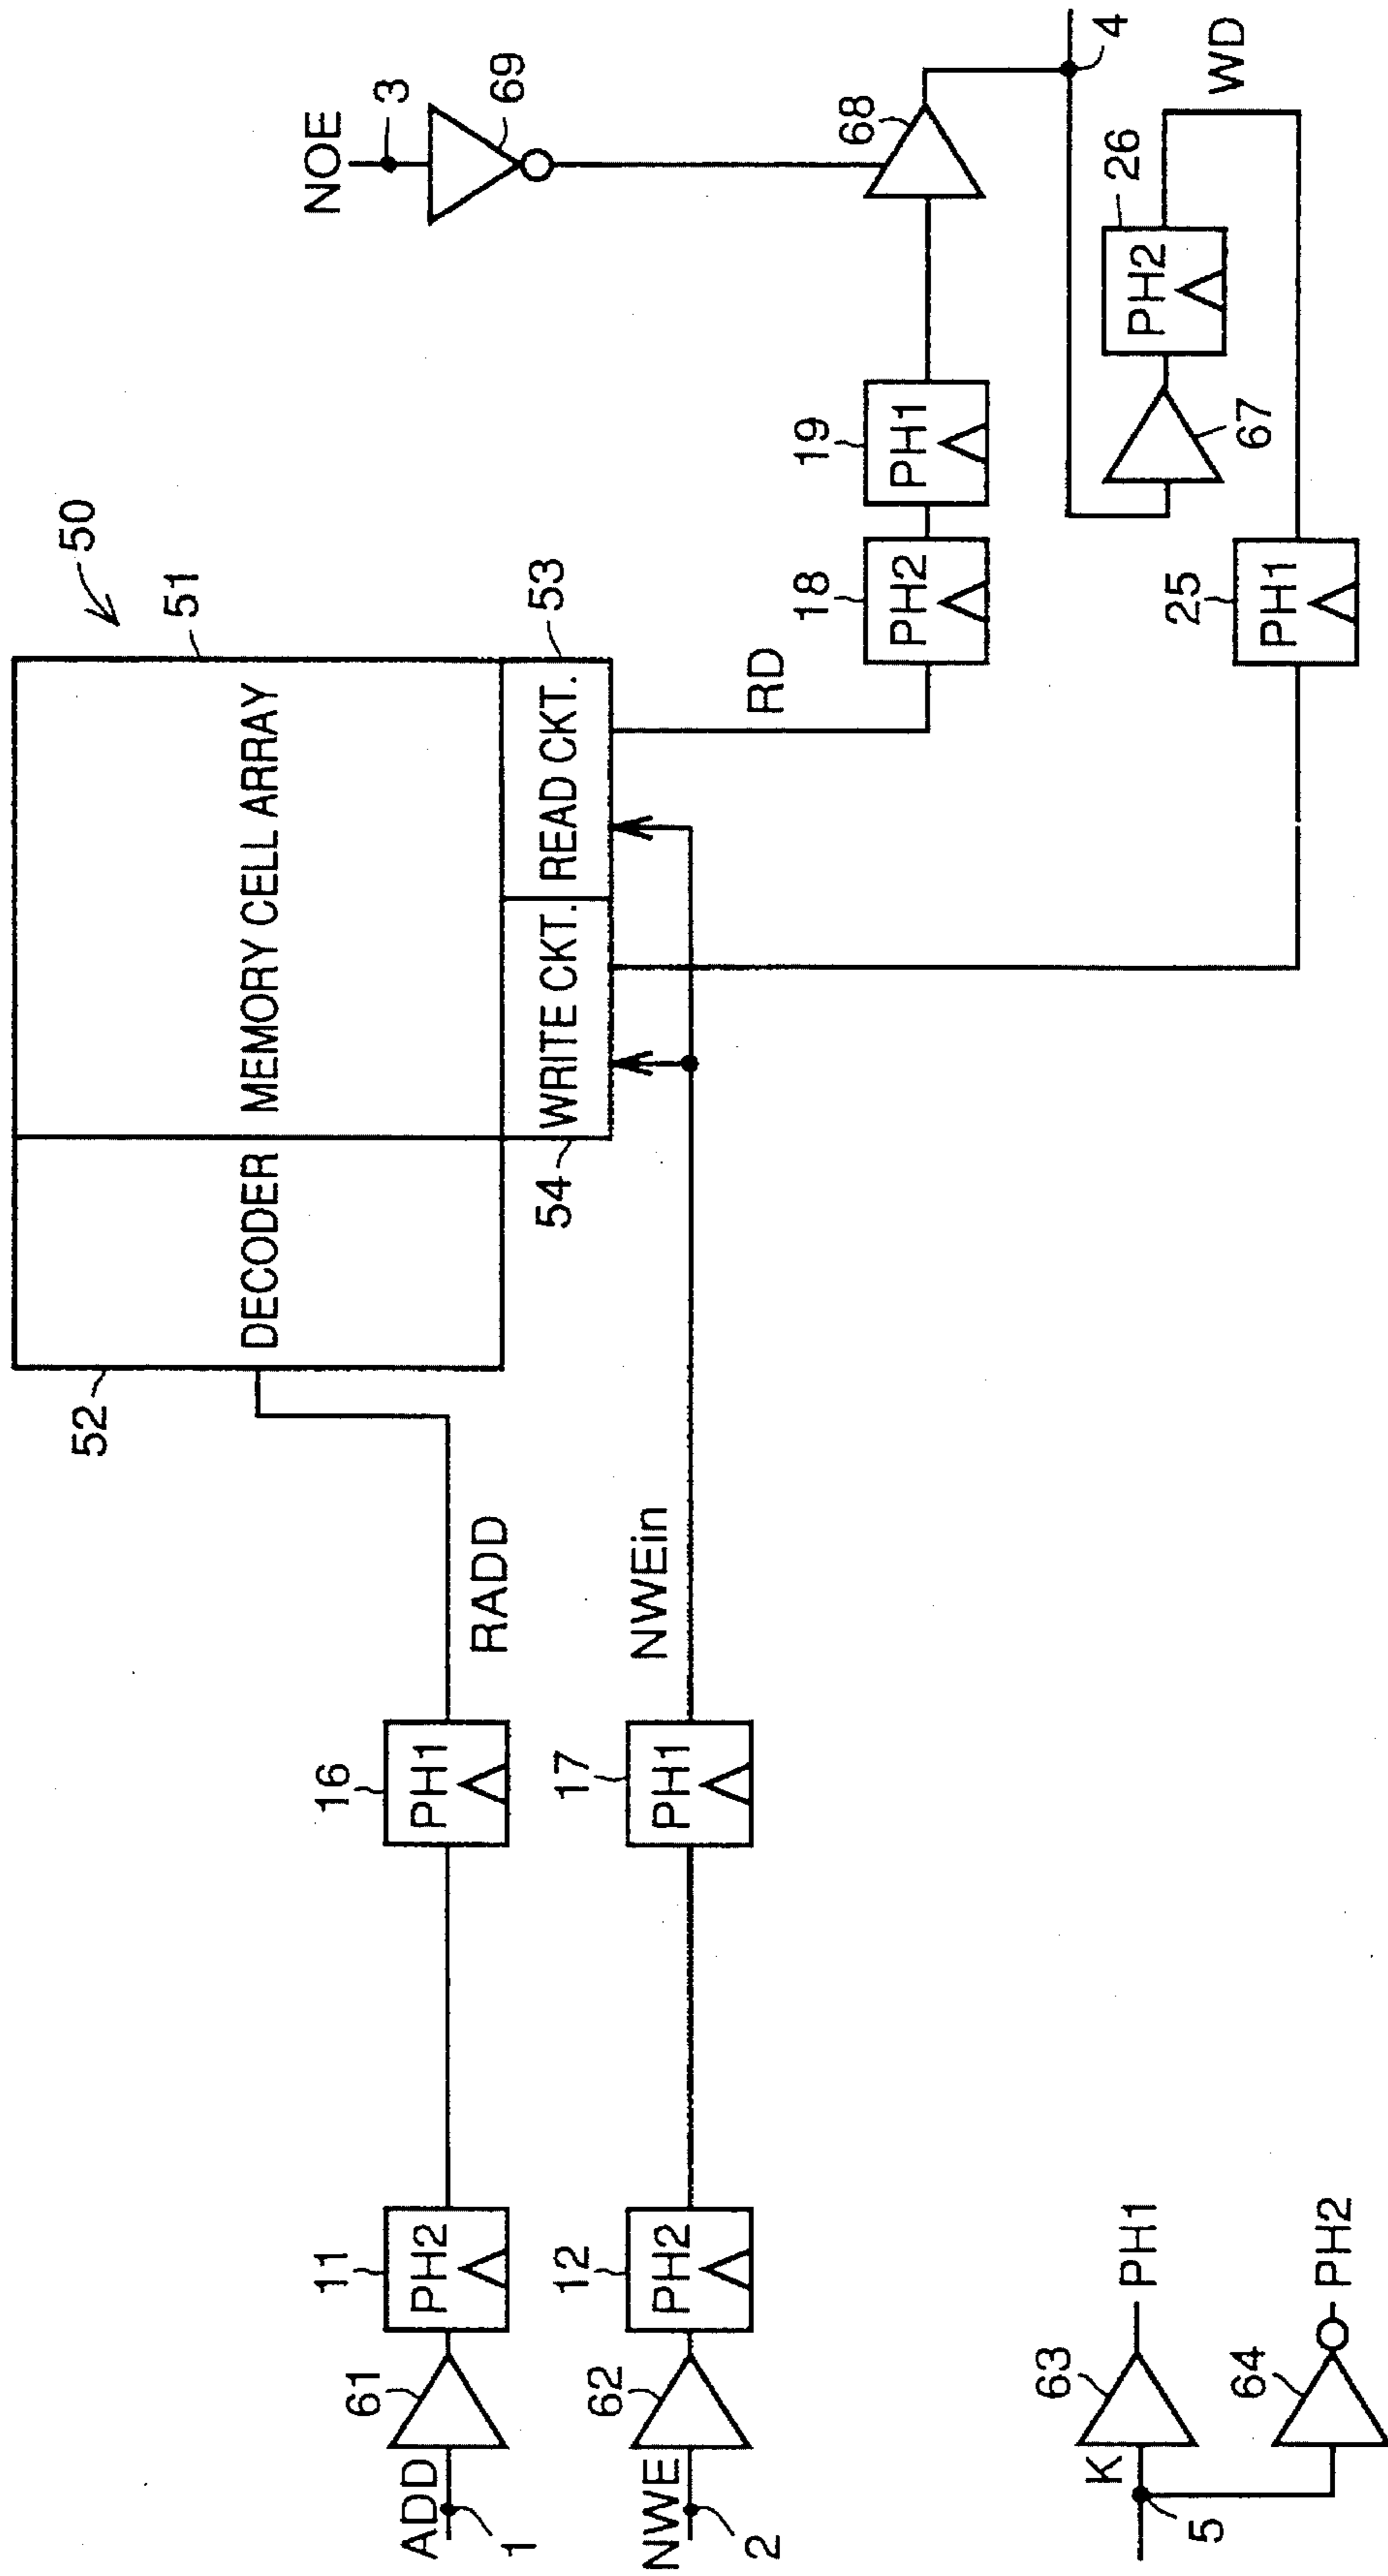 50
51
MEMORY CELL ARRAY
52
DECODER
53
READ CKT.
54
WRITE CKT.
NOE
3
69
ADD
1
61
11
PH2
16
PH1
RADD
NWE
2
62
12
PH2
17
PH1
NWEin
RD
18
PH2
19
PH1
68
4
67
26
PH2
WD
25
PH1
K
5
63
PH1
64
PH2